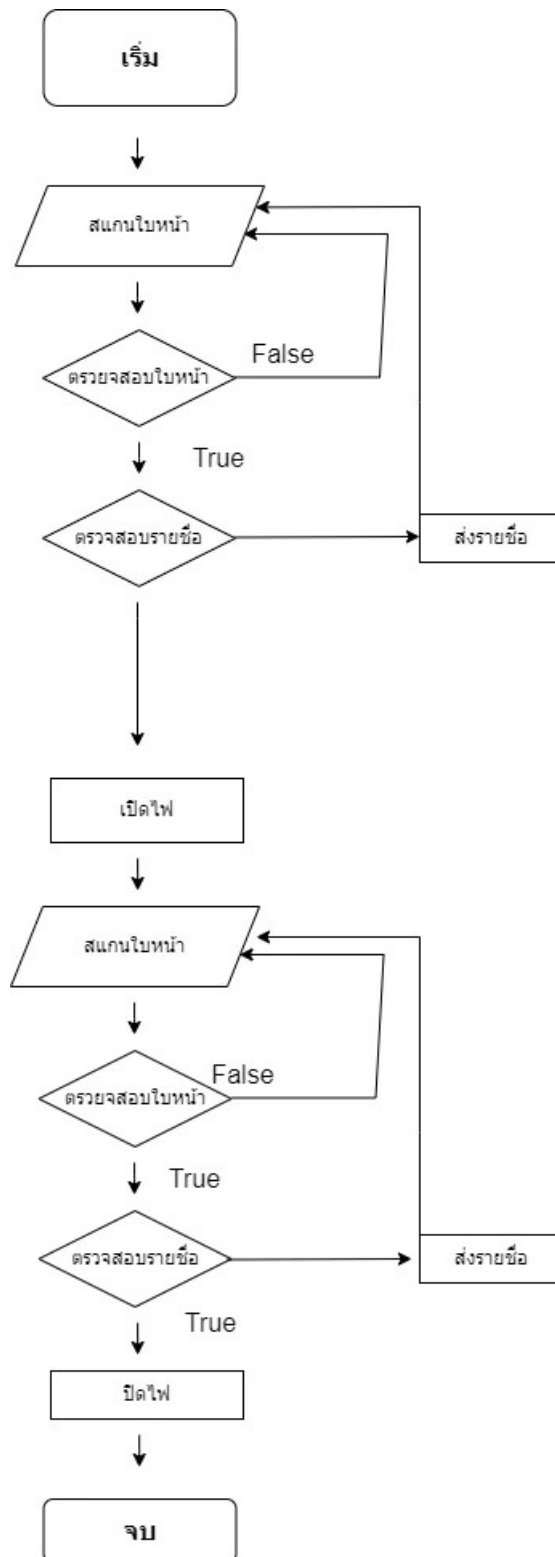 เริ่ม
สแกนใบหน้า
False
ตรวยจสอบใบหน้า
True
ตรวจสอบรายชื่อ
ส่งรายชื่อ
เปิดไฟ
สแกนใบหน้า
False
ตรวยจสอบใบหน้า
True
ตรวจสอบรายชื่อ
ส่งรายชื่อ
True
ปิดไฟ
จบ